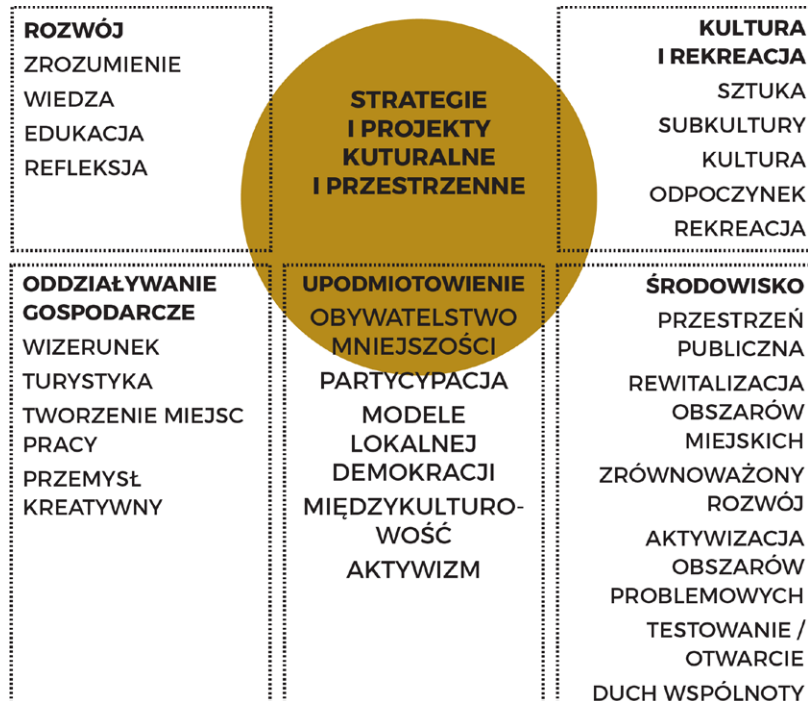 ROZWÓJ
ZROZUMIENIE
WIEDZA
EDUKACJA
REFLEKSJA
STRATEGIE
I PROJEKTY
KUTURALNE
I PRZESTRZENNE
KULTURA
I REKREACJA
SZTUKA
SUBKULTURY
KULTURA
ODPOCZYNEK
REKREACJA
ODDZIAŁYWANIE
GOSPODARCZE
WIZERUNEK
TURYSTYKA
TWORZENIE MIEJSC
PRACY
PRZEMYSŁ
KREATYWNY
UPODMIOTOWIENIE
OBYWATELSTWO
MNIEJSZOŚCI
PARTYCYPACJA
MODELE
LOKALNEJ
DEMOKRACJI
MIĘDZYKULTURO-
WOŚĆ
AKTYWIZM
ŚRODOWISKO
PRZESTRZEŃ
PUBLICZNA
REWITALIZACJA
OBSZARÓW
MIEJSKICH
ZRÓWNOWAŻONY
ROZWÓJ
AKTYWIZACJA
OBSZARÓW
PROBLEMOWYCH
TESTOWANIE /
OTWARCIE
DUCH WSPÓLNOTY